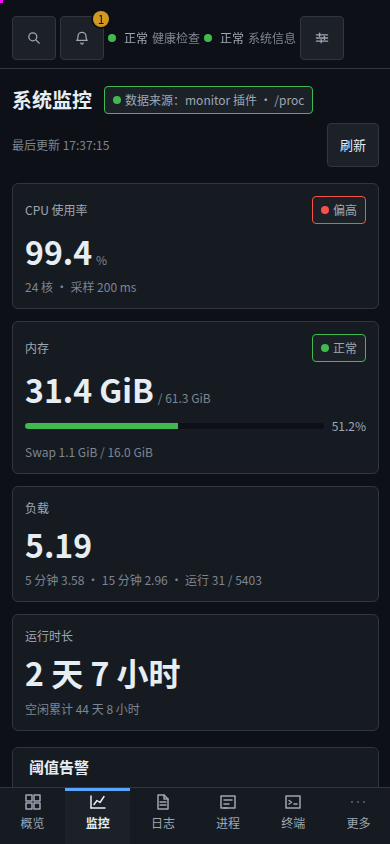 1
正常 健康检查 正常 系统信息
系统监控 数据来源: monitor 插件 · /proc
最后更新 17:37:15 刷新
CPU 使用率 偏高
99.4 %
24 核 · 采样 200 ms
内存 正常
31.4 GiB / 61.3 GiB
51.2%
Swap 1.1 GiB / 16.0 GiB
负载
5.19
5 分钟 3.58 · 15 分钟 2.96 · 运行 31 / 5403
运行时长
2 天 7 小时
空闲累计 44 天 8 小时
阈值告警
概览 监控 日志 进程 终端 更多